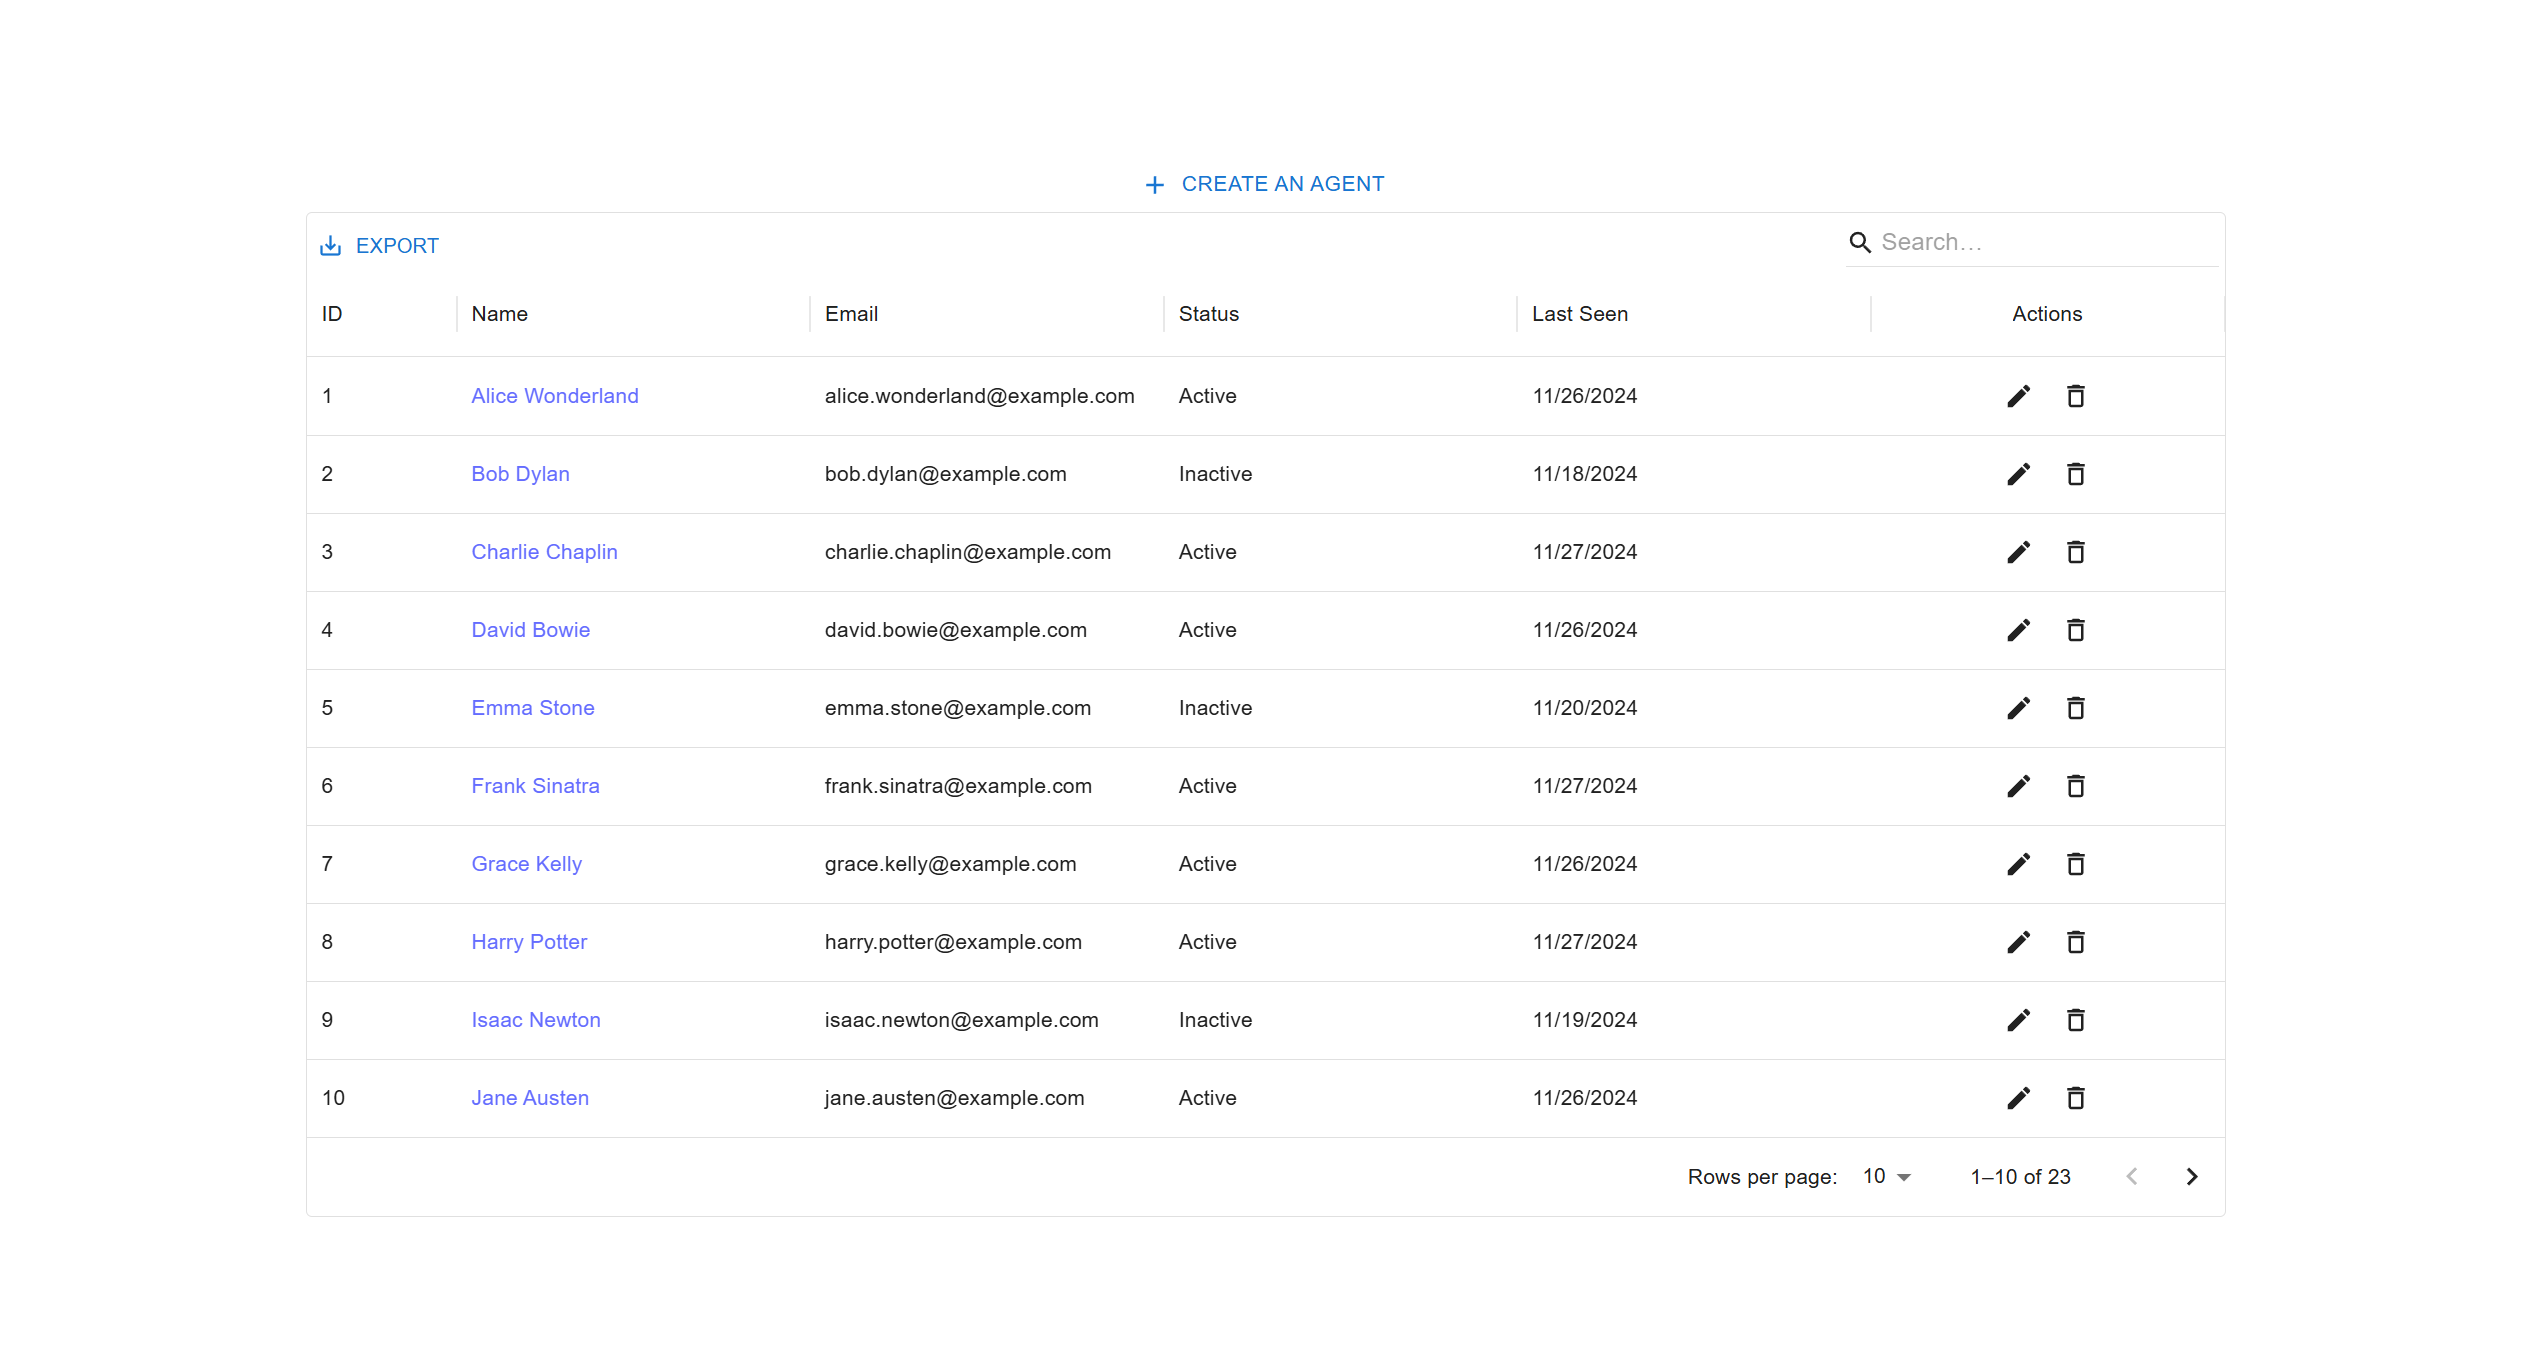 CREATE AN AGENT
EXPORT Search…
ID Name Email Status Last Seen Actions
1 Alice Wonderland alice.wonderland@example.com Active 11/26/2024
2 Bob Dylan bob.dylan@example.com Inactive 11/18/2024
3 Charlie Chaplin charlie.chaplin@example.com Active 11/27/2024
4 David Bowie david.bowie@example.com Active 11/26/2024
5 Emma Stone emma.stone@example.com Inactive 11/20/2024
6 Frank Sinatra frank.sinatra@example.com Active 11/27/2024
7 Grace Kelly grace.kelly@example.com Active 11/26/2024
8 Harry Potter harry.potter@example.com Active 11/27/2024
9 Isaac Newton isaac.newton@example.com Inactive 11/19/2024
10 Jane Austen jane.austen@example.com Active 11/26/2024
Rows per page: 10 1–10 of 23